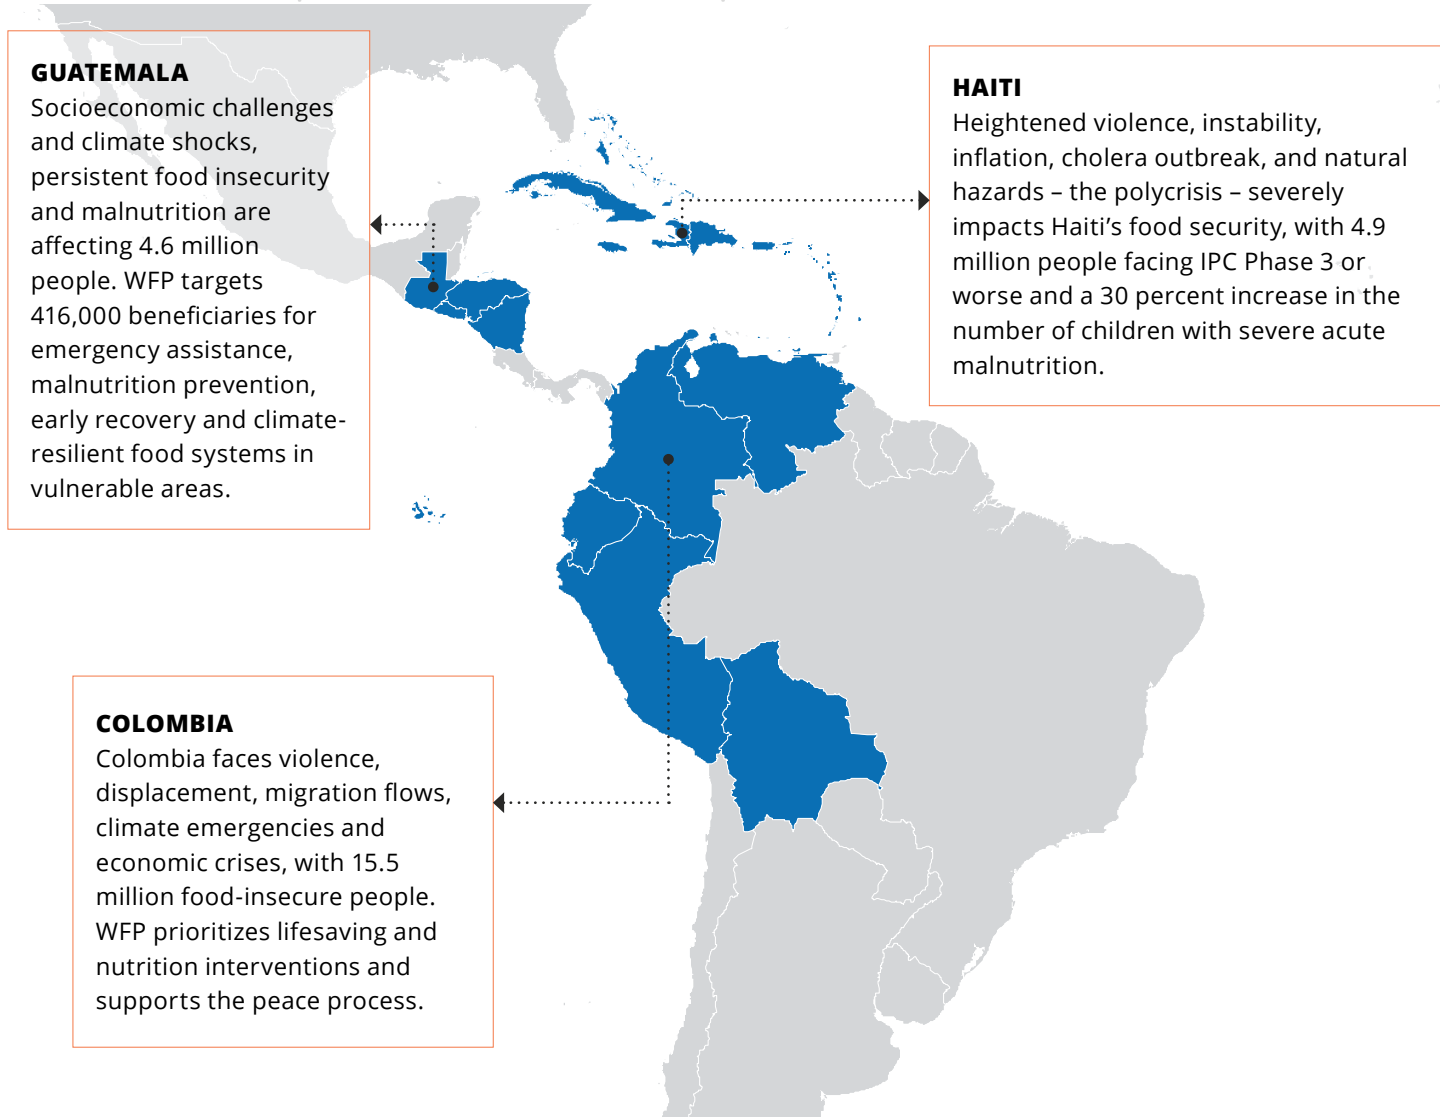 GUATEMALA
Socioeconomic challenges
and climate shocks,
persistent food insecurity
and malnutrition are
affecting 4.6 million
people. WFP targets
416,000 beneficiaries for
emergency assistance,
malnutrition prevention,
early recovery and climate-
resilient food systems in
vulnerable areas.
HAITI
Heightened violence, instability,
inflation, cholera outbreak, and natural
hazards – the polycrisis – severely
impacts Haiti’s food security, with 4.9
million people facing IPC Phase 3 or
worse and a 30 percent increase in the
number of children with severe acute
malnutrition.
COLOMBIA
Colombia faces violence,
displacement, migration flows,
climate emergencies and
economic crises, with 15.5
million food-insecure people.
WFP prioritizes lifesaving and
nutrition interventions and
supports the peace process.